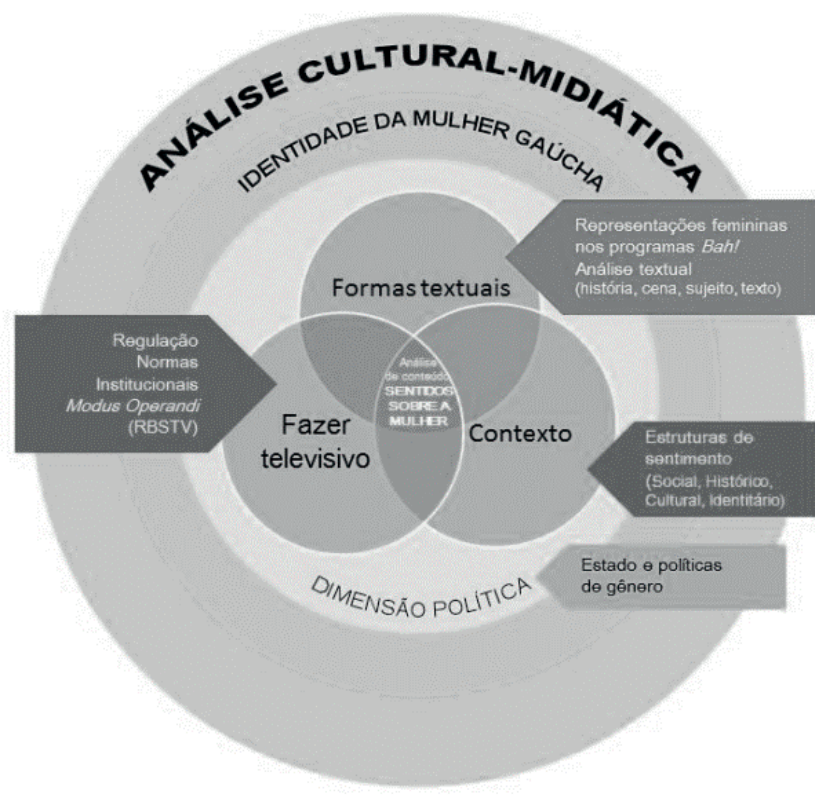 ANÁLISE CULTURAL-MIDIÁTICA
IDENTIDADE DA MULHER GAÚCHA
Representações femininas
nos programas Bah!
Análise textual
(história, cena, sujeito, texto)
Formas textuais
Regulação
Normas
Institucionais
Modus Operandi
(RBSTV)
Análise
de conteúdo
SENTIDOS
SOBRE A
MULHER
Fazer
televisivo
Contexto
Estruturas de
sentimento
(Social, Histórico,
Cultural, Identitário)
Estado e políticas
de gênero
DIMENSÃO POLÍTICA